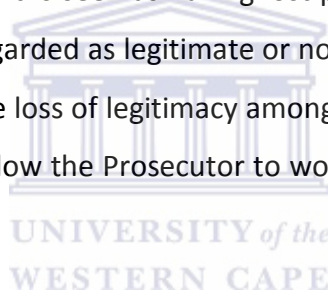 garded as legitimate or no
e loss of legitimacy among
low the Prosecutor to wo
UNIVERSITY of the
WESTERN CAPE